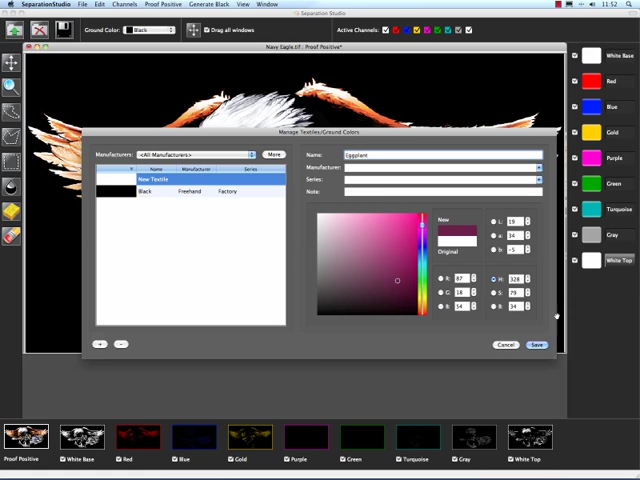 SeparationStudio File Edit Channels Proof Positive Generate Black View Window 11:52
Separation Studio
Ground Color: Black Drag all windows Active Channels:
Navy Eagle.tif : Proof Positive*
White Base
Red
Blue
Gold
Purple
Green
Turquoise
Gray
White Top
Manage Textiles/Ground Colors
Manufacturers: <All Manufacturers> More
Name Manufacturer Series
New Textile
Black Freehand Factory
Name: Eggplant
Manufacturer:
Series:
Note:
New
Original
L: 19
a: 34
b: -5
R: 87 H: 328
G: 18 S: 79
B: 54 B: 34
+ -
Cancel Save
Proof Positive White Base Red Blue Gold Purple Green Turquoise Gray White Top